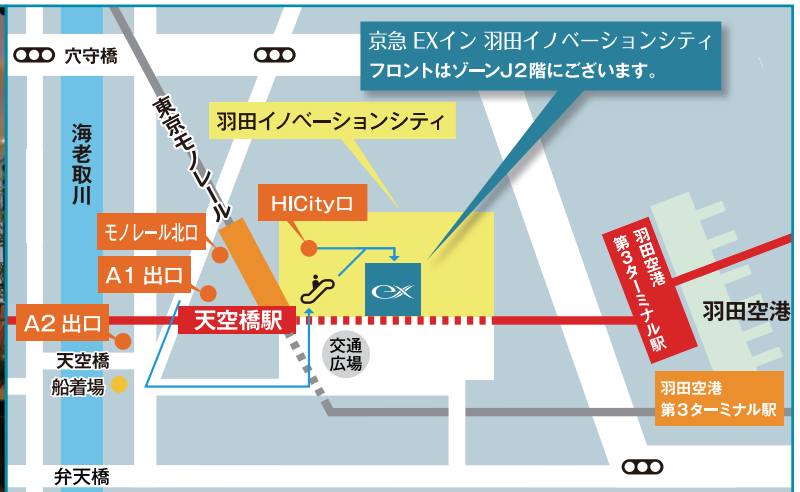 京急 EXイン 羽田イノベーションシティ
フロントはゾーンJ2階にございます。
穴守橋
東京モノレール
羽田イノベーションシティ
海老取川
HICity口
モノレール北口
A1 出口
A2 出口
天空橋駅
ex
交通
広場
天空橋
船着場
弁天橋
羽田空港
第3ターミナル駅
羽田空港
羽田空港
第3ターミナル駅